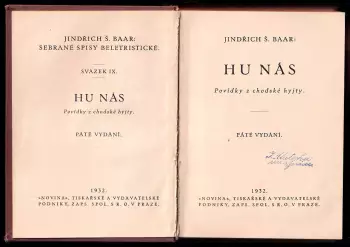 JINDŘICH Š. BAAR:
SEBRANÉ SPISY BELETRISTICKÉ.
SVAZEK IX.
HU NÁS
Povídky z chodské hyjty.
PÁTÉ VYDÁNÍ.
1932.
»NOVINA«, TISKAŘSKÉ A VYDAVATELSKÉ
PODNIKY, ZAPS. SPOL. S R. O. V PRAZE.
JINDŘICH Š. BAAR:
HU NÁS
Povídky z chodské hyjty.
PÁTÉ VYDÁNÍ.
1932.
»NOVINA«, TISKAŘSKÉ A VYDAVATELSKÉ
PODNIKY, ZAPS. SPOL. S R. O. V PRAZE.